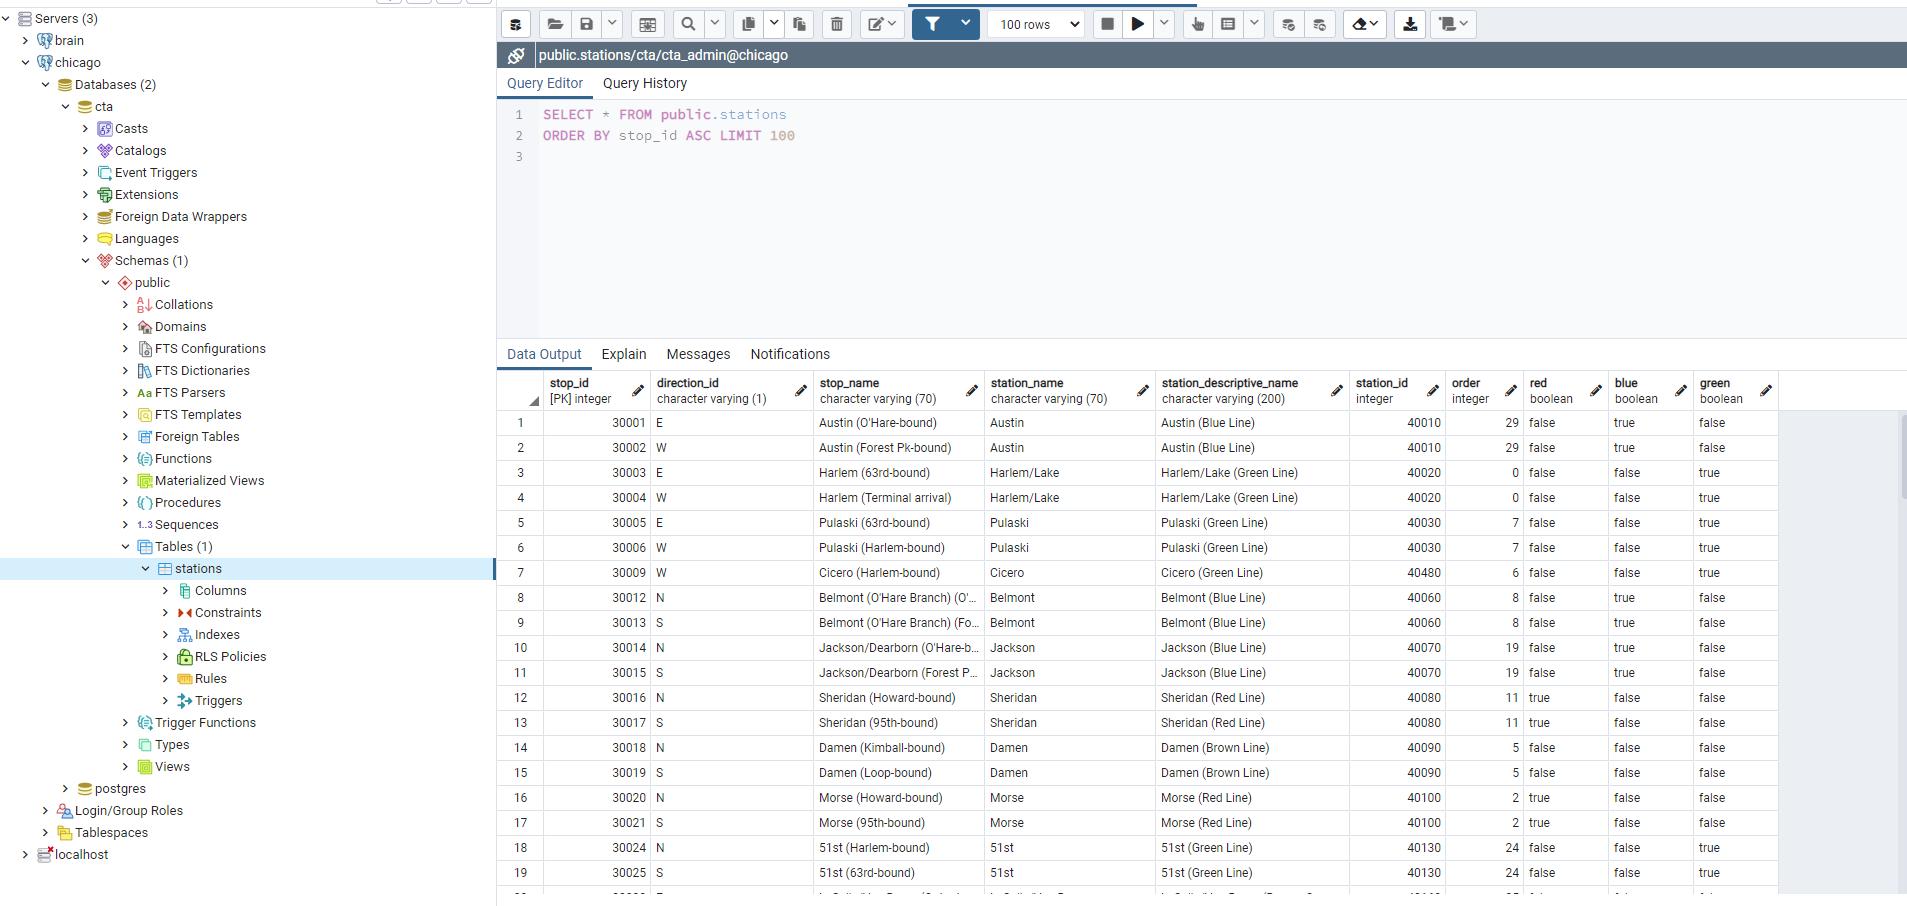 Servers (3)
brain
chicago
Databases (2)
cta
Casts
Catalogs
Event Triggers
Extensions
Foreign Data Wrappers
Languages
Schemas (1)
public
Collations
Domains
FTS Configurations
FTS Dictionaries
Aa FTS Parsers
FTS Templates
Foreign Tables
Functions
Materialized Views
Procedures
1..3 Sequences
Tables (1)
stations
Columns
Constraints
Indexes
RLS Policies
Rules
Triggers
Trigger Functions
Types
Views
postgres
Login/Group Roles
Tablespaces
localhost
100 rows
public.stations/cta/cta_admin@chicago
Query Editor Query History
1 SELECT * FROM public.stations
2 ORDER BY stop_id ASC LIMIT 100
3
Data Output Explain Messages Notifications
stop_id direction_id stop_name station_name station_descriptive_name station_id order red blue green
[PK] integer character varying (1) character varying (70) character varying (70) character varying (200) integer integer boolean boolean boolean
1 30001 E Austin (O'Hare-bound) Austin Austin (Blue Line) 40010 29 false true false
2 30002 W Austin (Forest Pk-bound) Austin Austin (Blue Line) 40010 29 false true false
3 30003 E Harlem (63rd-bound) Harlem/Lake Harlem/Lake (Green Line) 40020 0 false false true
4 30004 W Harlem (Terminal arrival) Harlem/Lake Harlem/Lake (Green Line) 40020 0 false false true
5 30005 E Pulaski (63rd-bound) Pulaski Pulaski (Green Line) 40030 7 false false true
6 30006 W Pulaski (Harlem-bound) Pulaski Pulaski (Green Line) 40030 7 false false true
7 30009 W Cicero (Harlem-bound) Cicero Cicero (Green Line) 40480 6 false false true
8 30012 N Belmont (O'Hare Branch) (O'... Belmont Belmont (Blue Line) 40060 8 false true false
9 30013 S Belmont (O'Hare Branch) (Fo... Belmont Belmont (Blue Line) 40060 8 false true false
10 30014 N Jackson/Dearborn (O'Hare-b... Jackson Jackson (Blue Line) 40070 19 false true false
11 30015 S Jackson/Dearborn (Forest P... Jackson Jackson (Blue Line) 40070 19 false true false
12 30016 N Sheridan (Howard-bound) Sheridan Sheridan (Red Line) 40080 11 true false false
13 30017 S Sheridan (95th-bound) Sheridan Sheridan (Red Line) 40080 11 true false false
14 30018 N Damen (Kimball-bound) Damen Damen (Brown Line) 40090 5 false false false
15 30019 S Damen (Loop-bound) Damen Damen (Brown Line) 40090 5 false false false
16 30020 N Morse (Howard-bound) Morse Morse (Red Line) 40100 2 true false false
17 30021 S Morse (95th-bound) Morse Morse (Red Line) 40100 2 true false false
18 30024 N 51st (Harlem-bound) 51st 51st (Green Line) 40130 24 false false true
19 30025 S 51st (63rd-bound) 51st 51st (Green Line) 40130 24 false false true